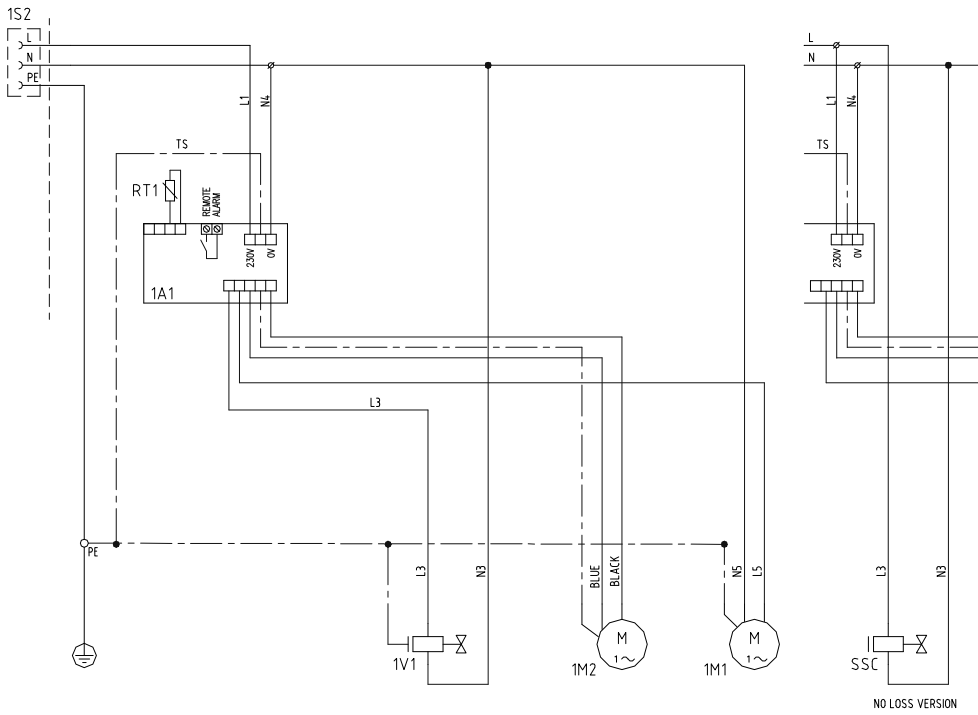 1S2
L
N
PE
L1
N4
TS
RT1
REMOTE
ALARM
230V
0V
1A1
L3
PE
L3
N3
BLUE
BLACK
N5
L5
1V1
M
1~
1M2
M
1~
1M1
L
N
L1
N4
TS
230V
0V
L3
N3
SSC
NO LOSS VERSION